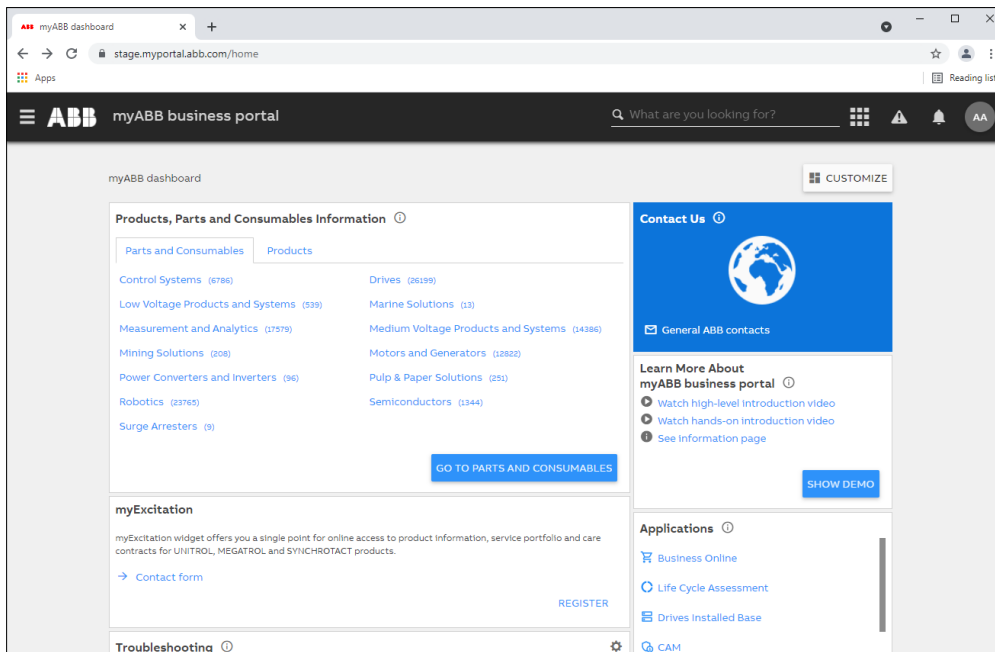 ABB myABB dashboard
stage.myportal.abb.com/home
Apps
Reading list
ABB myABB business portal
What are you looking for?
AA
myABB dashboard
CUSTOMIZE
Products, Parts and Consumables Information
Parts and Consumables Products
Control Systems (6786)
Drives (26199)
Low Voltage Products and Systems (539)
Marine Solutions (13)
Measurement and Analytics (17579)
Medium Voltage Products and Systems (14386)
Mining Solutions (208)
Motors and Generators (12822)
Power Converters and Inverters (96)
Pulp & Paper Solutions (251)
Robotics (23765)
Semiconductors (1344)
Surge Arresters (9)
GO TO PARTS AND CONSUMABLES
Contact Us
General ABB contacts
Learn More About
myABB business portal
Watch high-level introduction video
Watch hands-on introduction video
See information page
SHOW DEMO
myExcitation
myExcitation widget offers you a single point for online access to product information, service portfolio and care
contracts for UNITROL, MEGATROL and SYNCHROTACT products.
Contact form
REGISTER
Applications
Business Online
Life Cycle Assessment
Drives Installed Base
CAM
Troubleshooting